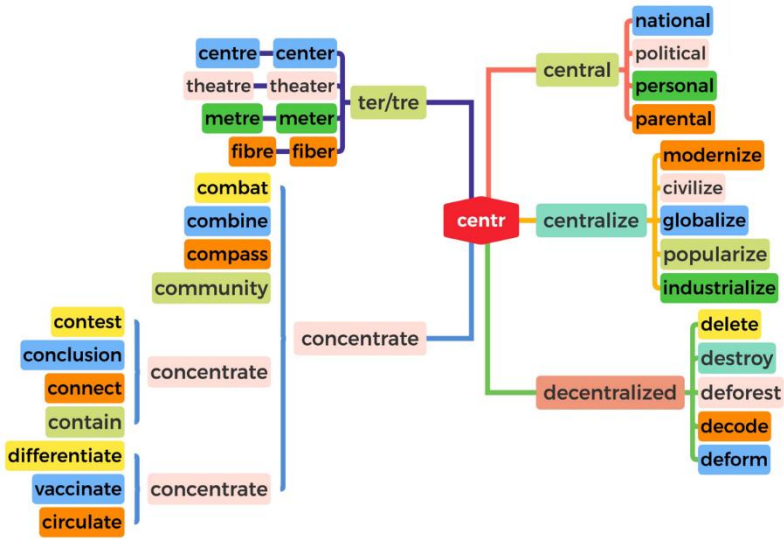 centr
ter/tre
centre
center
theatre
theater
metre
meter
fibre
fiber
concentrate
combat
combine
compass
community
concentrate
contest
conclusion
connect
contain
concentrate
differentiate
vaccinate
circulate
central
national
political
personal
parental
centralize
modernize
civilize
globalize
popularize
industrialize
decentralized
delete
destroy
deforest
decode
deform